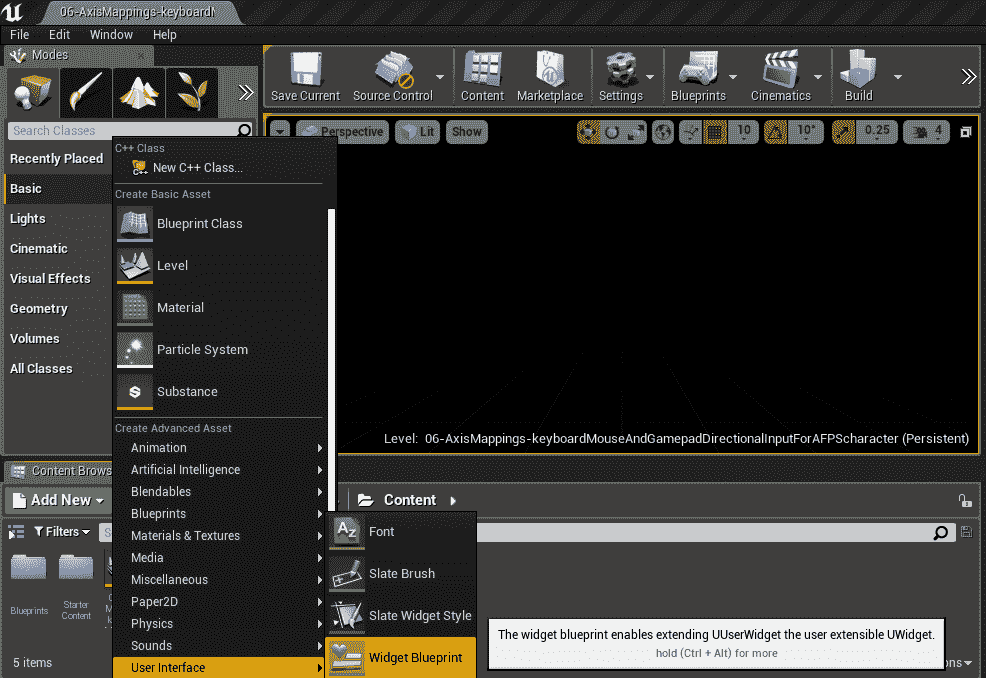 06-AxisMappings-keyboardM
File Edit Window Help
Modes
Save Current Source Control Content Marketplace Settings Blueprints Cinematics Build
Search Classes
Perspective Lit Show 10 10° 0.25 4
Recently Placed
Basic
Lights
Cinematic
Visual Effects
Geometry
Volumes
All Classes
C++ Class
New C++ Class...
Create Basic Asset
Blueprint Class
Level
Material
Particle System
Substance
Create Advanced Asset
Animation
Artificial Intelligence
Blendables
Blueprints
Materials & Textures
Media
Miscellaneous
Paper2D
Physics
Sounds
User Interface
Level: 06-AxisMappings-keyboardMouseAndGamepadDirectionalInputForAFPScharacter (Persistent)
Content Brows
Add New
Content
Filters
Blueprints
Starter
Content
5 items
Font
Slate Brush
Slate Widget Style
Widget Blueprint
The widget blueprint enables extending UUserWidget the user extensible UWidget.
hold (Ctrl + Alt) for more